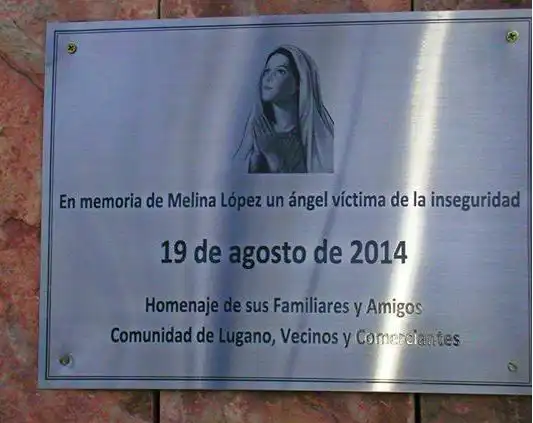 En memoria de Melina López un ángel víctima de la inseguridad
19 de agosto de 2014
Homenaje de sus Familiares y Amigos
Comunidad de Lugano, Vecinos y Comerciantes